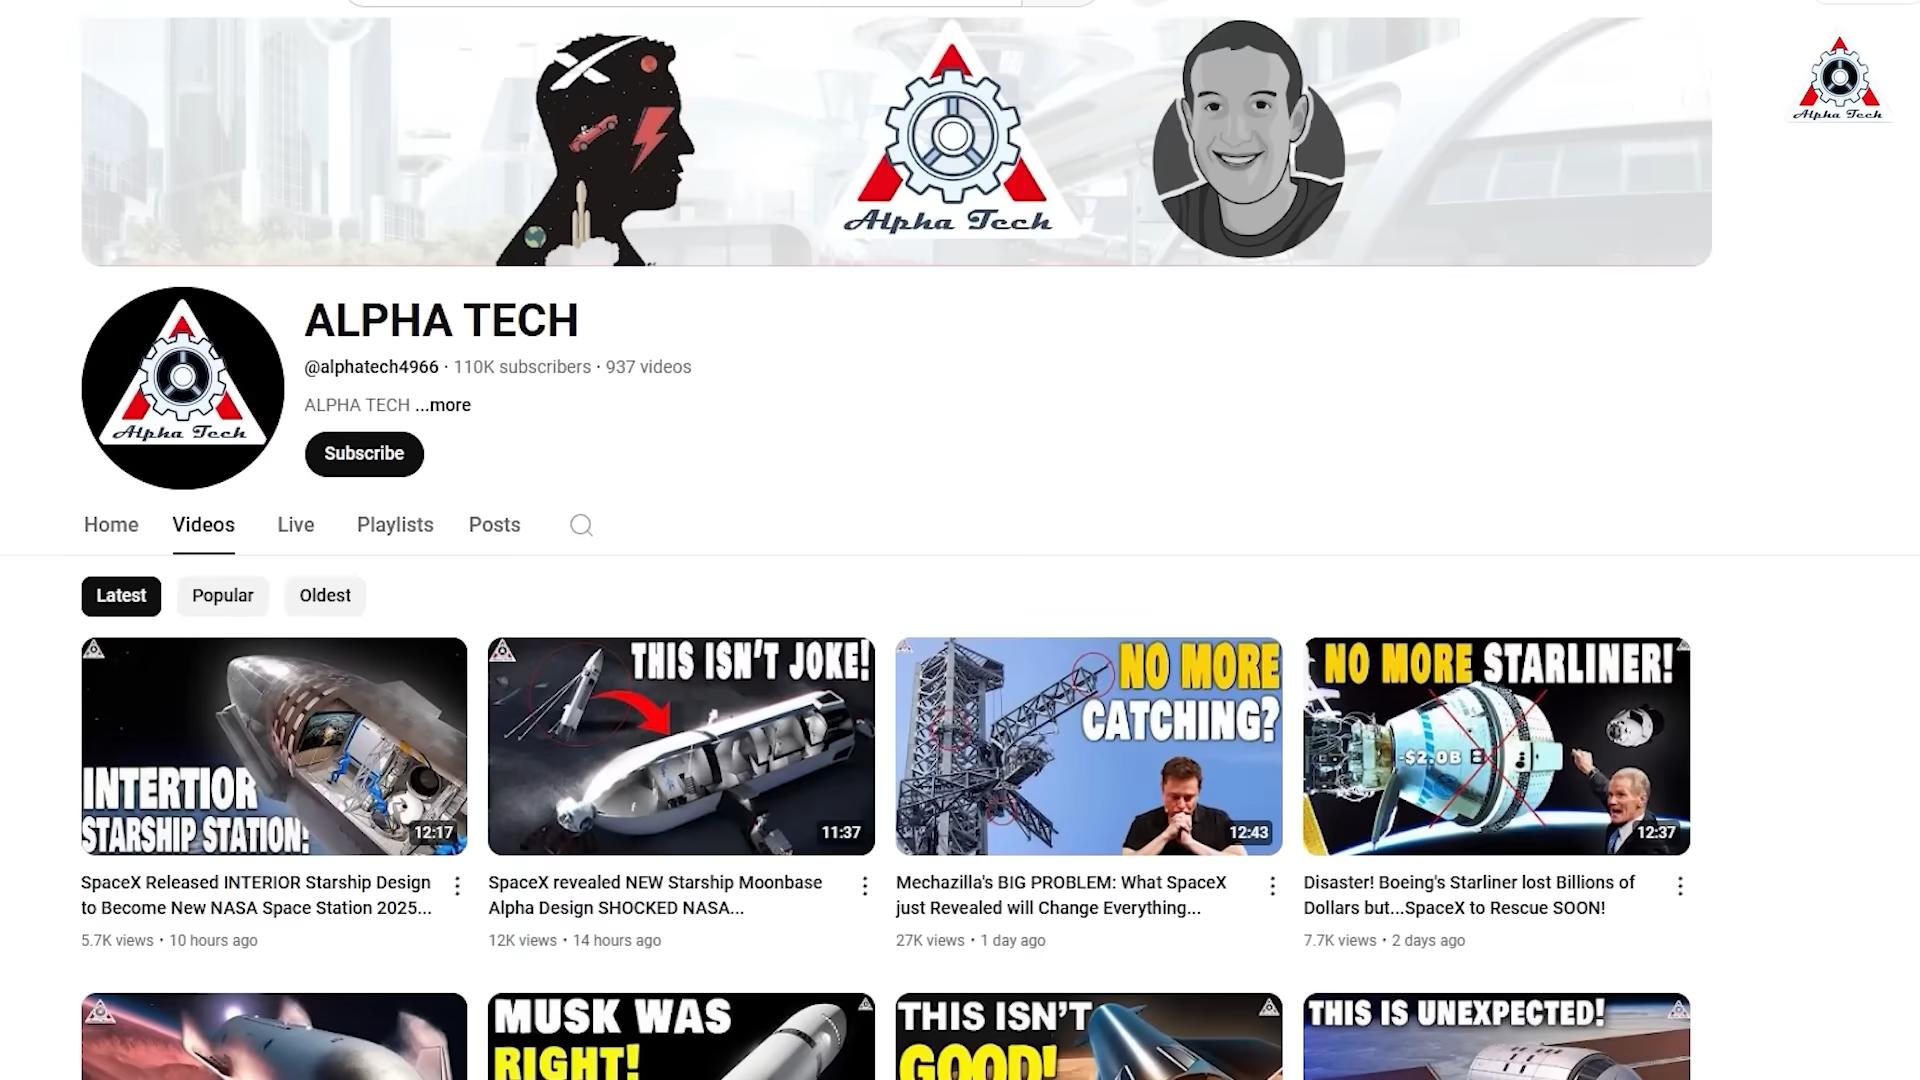 Alpha Tech
Alpha Tech
Alpha Tech
ALPHA TECH
@alphatech4966 · 110K subscribers · 937 videos
ALPHA TECH ...more
Subscribe
Home Videos Live Playlists Posts
Latest Popular Oldest
INTERTIOR
STARSHIP STATION!
12:17
THIS ISN'T JOKE!
11:37
NO MORE
CATCHING?
12:43
NO MORE STARLINER!
-$2.0B
12:37
SpaceX Released INTERIOR Starship Design
to Become New NASA Space Station 2025...
5.7K views • 10 hours ago
SpaceX revealed NEW Starship Moonbase
Alpha Design SHOCKED NASA...
12K views • 14 hours ago
Mechazilla's BIG PROBLEM: What SpaceX
just Revealed will Change Everything...
27K views • 1 day ago
Disaster! Boeing's Starliner lost Billions of
Dollars but...SpaceX to Rescue SOON!
7.7K views • 2 days ago
MUSK WAS
RIGHT!
THIS ISN'T
GOOD!
THIS IS UNEXPECTED!